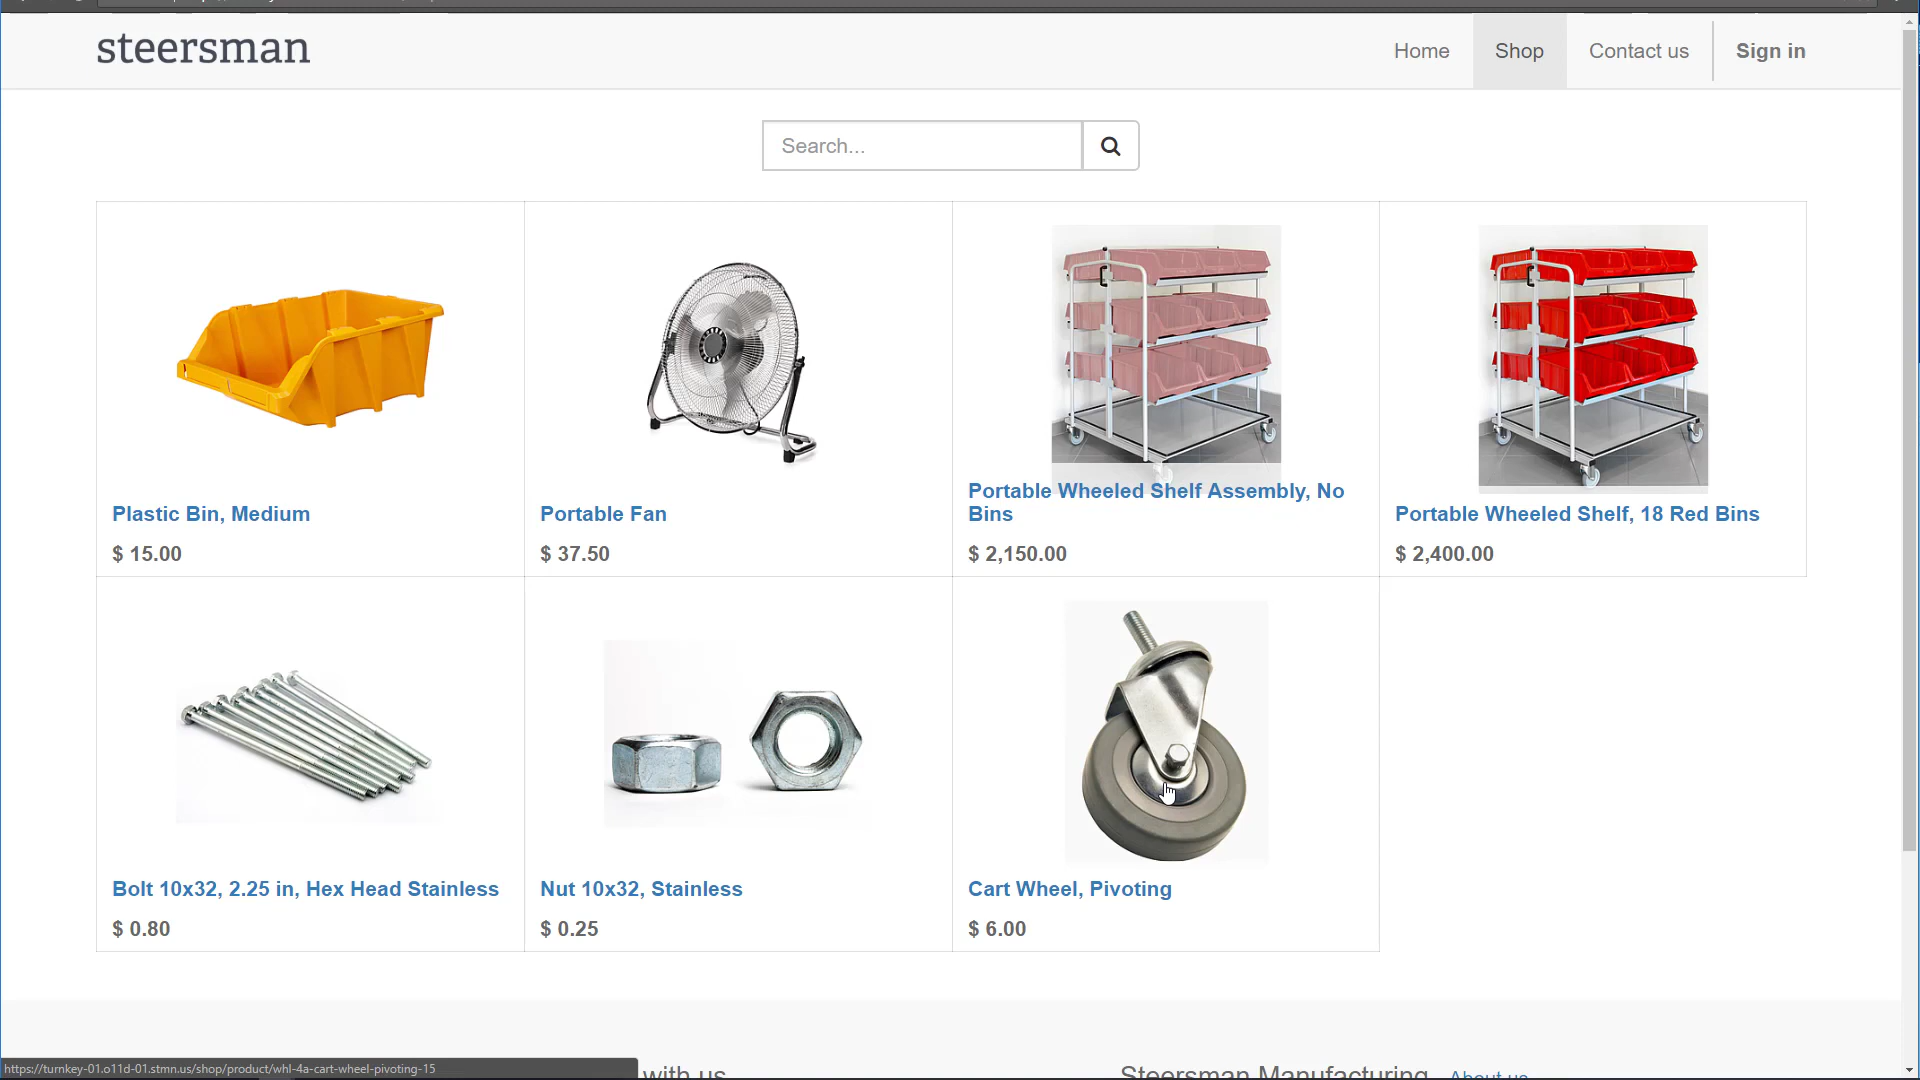 steersman
Home
Shop
Contact us
Sign in
Search...
Plastic Bin, Medium
$ 15.00
Portable Fan
$ 37.50
Portable Wheeled Shelf Assembly, No
Bins
$ 2,150.00
Portable Wheeled Shelf, 18 Red Bins
$ 2,400.00
Bolt 10x32, 2.25 in, Hex Head Stainless
$ 0.80
Nut 10x32, Stainless
$ 0.25
Cart Wheel, Pivoting
$ 6.00
with us
Steersman Manufacturing
About us
https://turnkey-01.o11d-01.stmn.us/shop/product/whl-4a-cart-wheel-pivoting-15